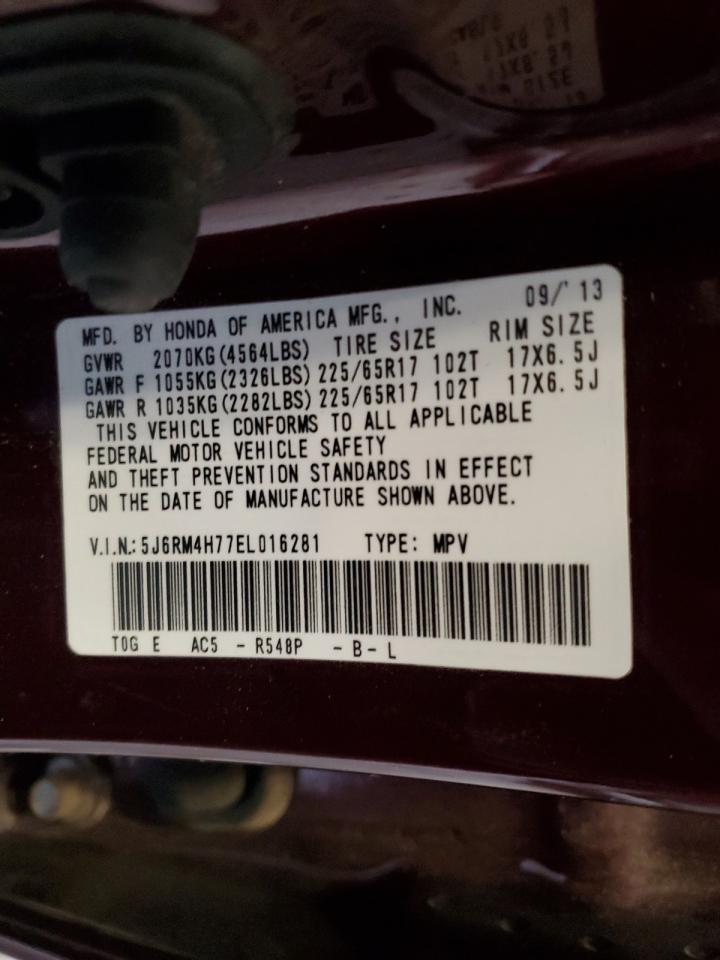 MFD. BY HONDA OF AMERICA MFG., INC. 09/'13
GVWR 2070KG(4564LBS) TIRE SIZE RIM SIZE
GAWR F 1055KG(2326LBS) 225/65R17 102T 17X6.5J
GAWR R 1035KG(2282LBS) 225/65R17 102T 17X6.5J
THIS VEHICLE CONFORMS TO ALL APPLICABLE
FEDERAL MOTOR VEHICLE SAFETY
AND THEFT PREVENTION STANDARDS IN EFFECT
ON THE DATE OF MANUFACTURE SHOWN ABOVE.
V.I.N.: 5J6RM4H77EL016281 TYPE: MPV
TOG E AC5 - R548P - B - L